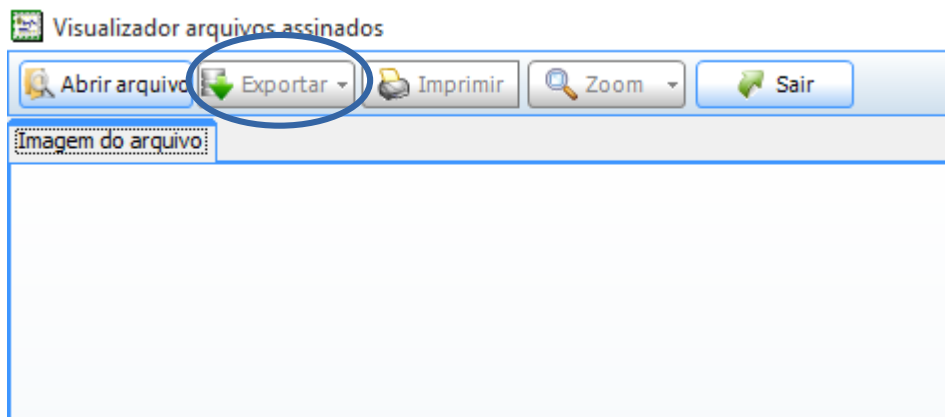 Visualizador arquivos assinados
Abrir arquivo Exportar Imprimir Zoom Sair
Imagem do arquivo